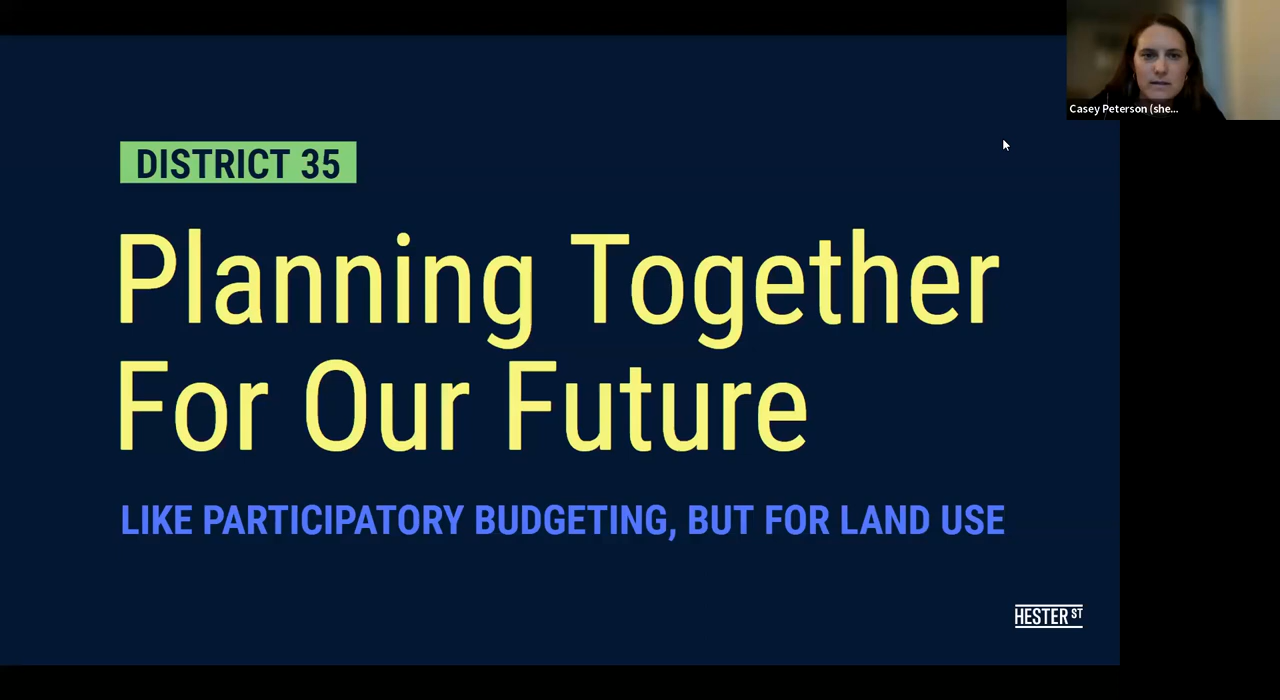 Casey Peterson (she...
DISTRICT 35
Planning Together
For Our Future
LIKE PARTICIPATORY BUDGETING, BUT FOR LAND USE
HESTER ST